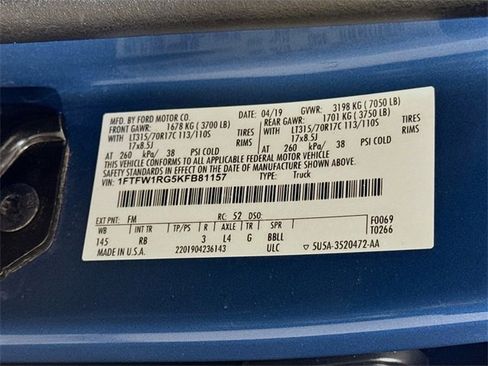 MFD. BY FORD MOTOR CO. 04/19 GVWR: 3198 KG ( 7050 LB)
FRONT GAWR: 1678 KG ( 3700 LB) REAR GAWR: 1701 KG ( 3750 LB)
WITH LT315/70R17C 113/110S TIRES WITH LT315/70R17C 113/110S TIRES
17x8.5J RIMS 17x8.5J RIMS
AT 260 kPa/ 38 PSI COLD AT 260 kPa/ 38 PSI COLD
THIS VEHICLE CONFORMS TO ALL APPLICABLE FEDERAL MOTOR VEHICLE
SAFETY STANDARDS IN EFFECT ON THE DATE OF MANUFACTURE SHOWN ABOVE.
VIN: 1FTFW1RG5KFB81157 TYPE: Truck
EXT PNT: FM RC: 52 DSO: F0069
WB BRK INT TR TP/PS R AXLE TR SPR T0266
145 RB 3 L4 G BBLL
MADE IN U.S.A. 2201904236143 ULC 5U5A-3520472-AA